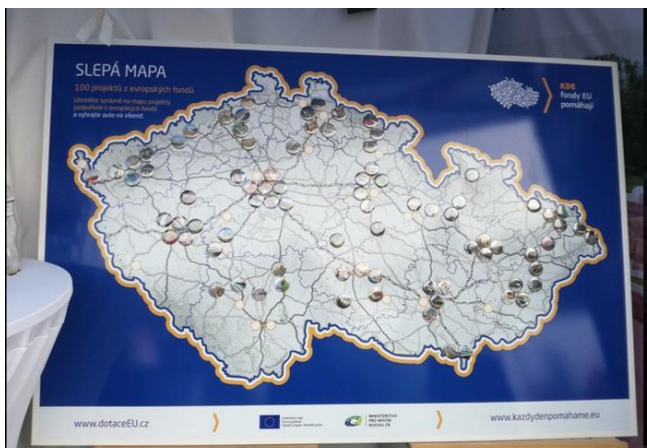 SLEPÁ MAPA
100 projektů z evropských fondů
Umístěte správně na mapu projekty
podpořené z evropských fondů
a vyhrajte auto na víkend
KDE
fondy EU
pomáhají
www.dotaceEU.cz
MINISTERSTVO
PRO MÍSTNÍ
ROZVOJ ČR
www.kazdydenpomahame.eu